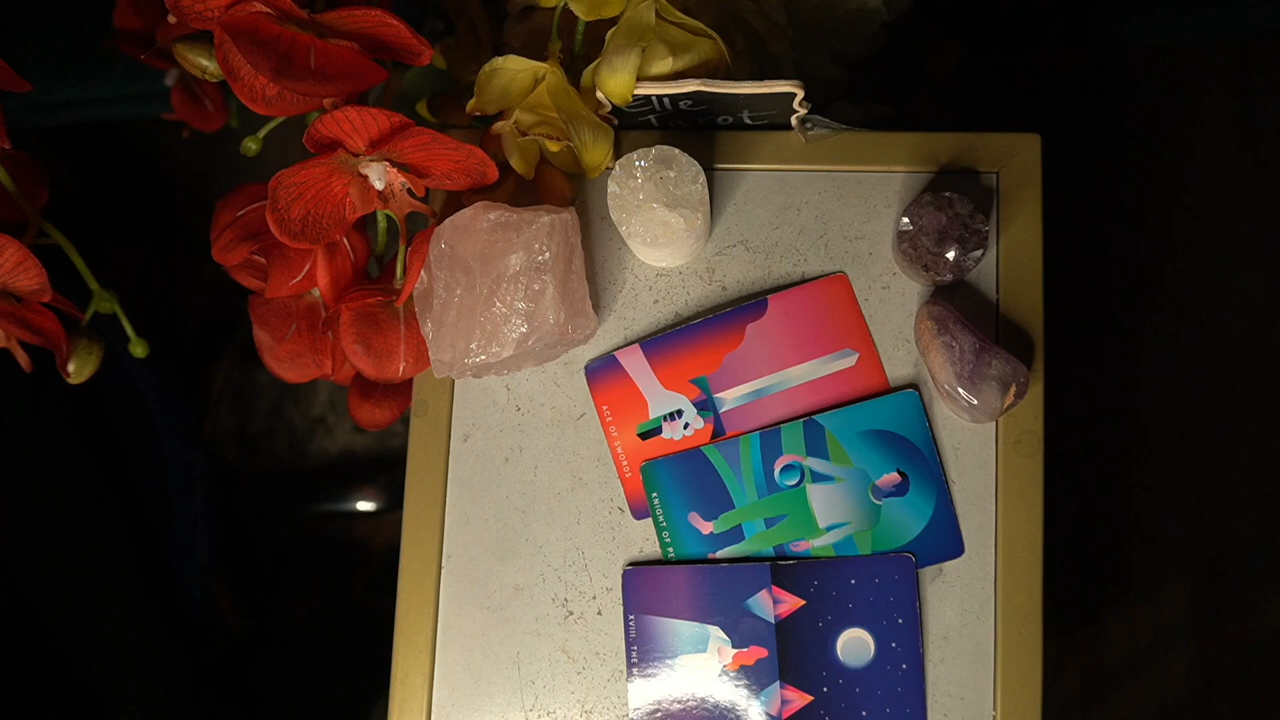 Elle
Tarot
ACE OF SWORDS
KNIGHT OF PE
XVIII. THE